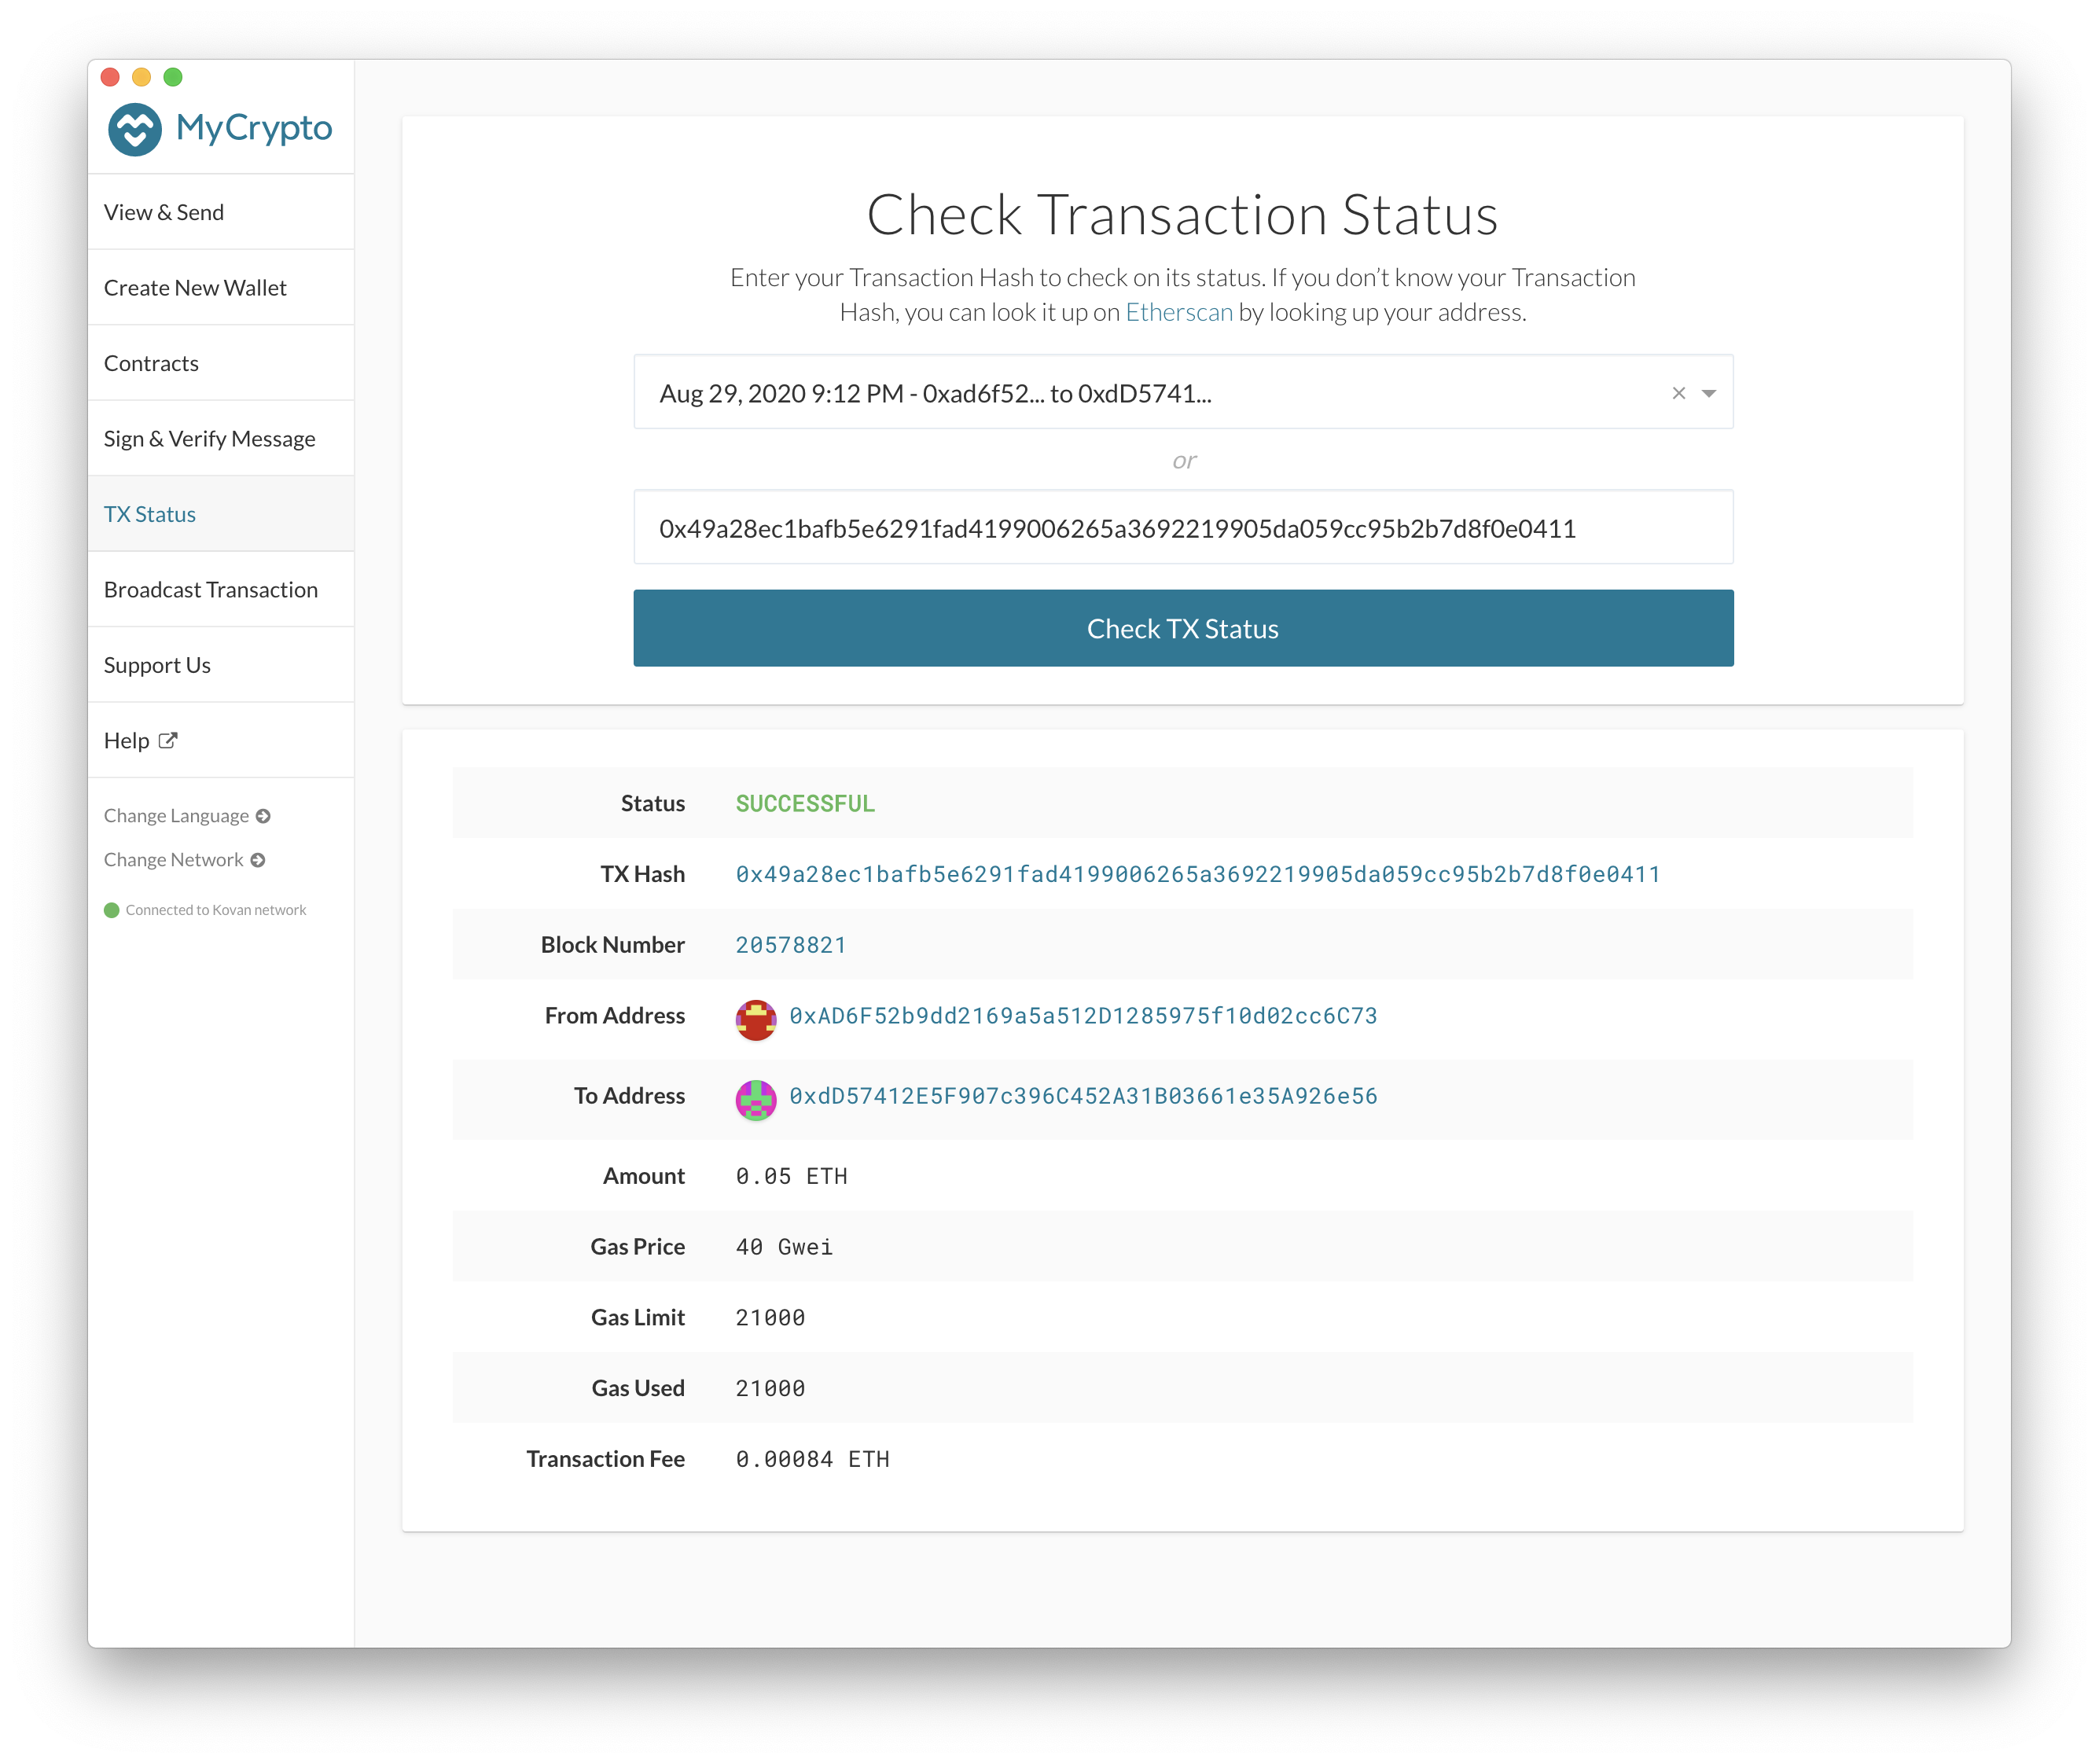 MyCrypto
View & Send
Create New Wallet
Contracts
Sign & Verify Message
TX Status
Broadcast Transaction
Support Us
Help
Change Language
Change Network
Connected to Kovan network
Check Transaction Status
Enter your Transaction Hash to check on its status. If you don’t know your Transaction
Hash, you can look it up on Etherscan by looking up your address.
Aug 29, 2020 9:12 PM - 0xad6f52... to 0xdD5741...
or
0x49a28ec1bafb5e6291fad4199006265a3692219905da059cc95b2b7d8f0e0411
Check TX Status
Status SUCCESSFUL
TX Hash 0x49a28ec1bafb5e6291fad4199006265a3692219905da059cc95b2b7d8f0e0411
Block Number 20578821
From Address 0xAD6F52b9dd2169a5a512D1285975f10d02cc6C73
To Address 0xdD57412E5F907c396C452A31B03661e35A926e56
Amount 0.05 ETH
Gas Price 40 Gwei
Gas Limit 21000
Gas Used 21000
Transaction Fee 0.00084 ETH